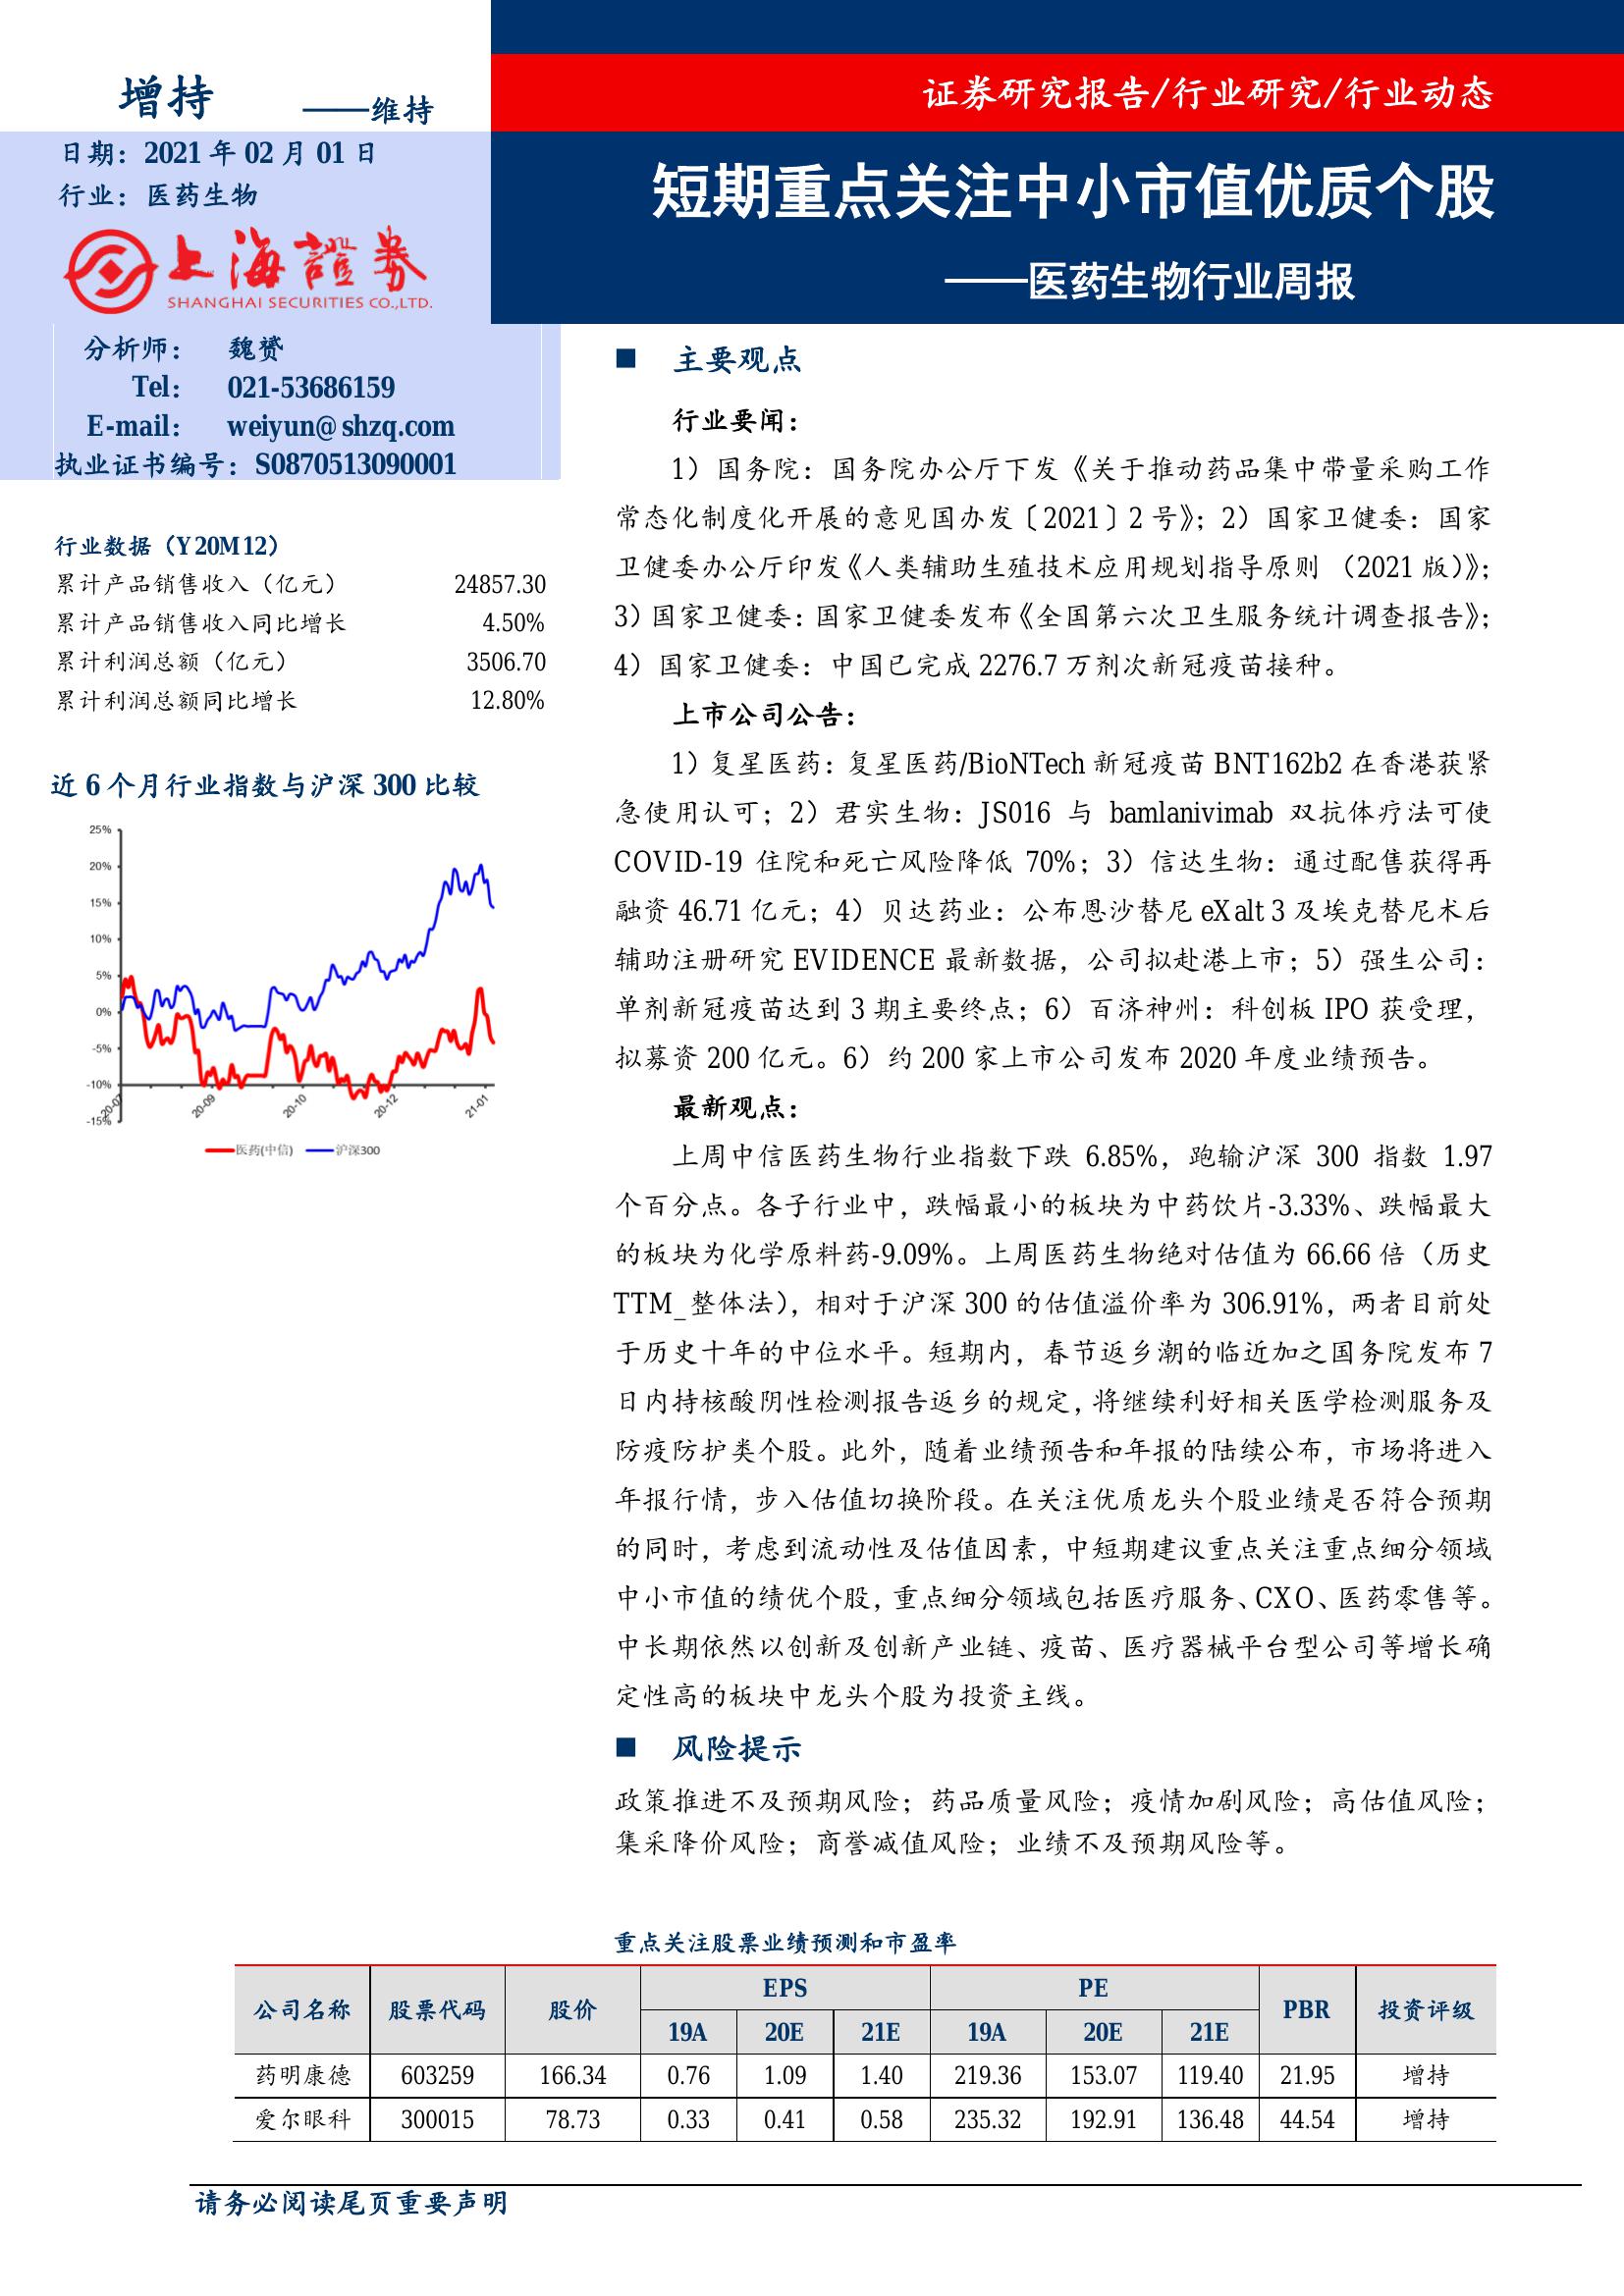 增持 ——维持
日期：2021 年 02 月 01 日
行业：医药生物
上海證券
SHANGHAI SECURITIES CO.,LTD.
分析师： 魏赟
Tel： 021-53686159
E-mail： weiyun@shzq.com
执业证书编号：S0870513090001
行业数据（Y20M12）
累计产品销售收入（亿元） 24857.30
累计产品销售收入同比增长 4.50%
累计利润总额（亿元） 3506.70
累计利润总额同比增长 12.80%
近 6 个月行业指数与沪深 300 比较
25%
20%
15%
10%
5%
0%
-5%
-10%
-15%
20-07 20-09 20-10 20-12 21-01
医药(中信) 沪深300
证券研究报告/行业研究/行业动态
短期重点关注中小市值优质个股
——医药生物行业周报
■ 主要观点
行业要闻：
1）国务院：国务院办公厅下发《关于推动药品集中带量采购工作
常态化制度化开展的意见国办发〔2021〕2 号》；2）国家卫健委：国家
卫健委办公厅印发《人类辅助生殖技术应用规划指导原则 （2021 版）》；
3）国家卫健委：国家卫健委发布《全国第六次卫生服务统计调查报告》；
4）国家卫健委：中国已完成 2276.7 万剂次新冠疫苗接种。
上市公司公告：
1）复星医药：复星医药/BioNTech 新冠疫苗 BNT162b2 在香港获紧
急使用认可；2）君实生物：JS016 与 bamlanivimab 双抗体疗法可使
COVID-19 住院和死亡风险降低 70%；3）信达生物：通过配售获得再
融资 46.71 亿元；4）贝达药业：公布恩沙替尼 eXalt 3 及埃克替尼术后
辅助注册研究 EVIDENCE 最新数据，公司拟赴港上市；5）强生公司：
单剂新冠疫苗达到 3 期主要终点；6）百济神州：科创板 IPO 获受理，
拟募资 200 亿元。6）约 200 家上市公司发布 2020 年度业绩预告。
最新观点：
上周中信医药生物行业指数下跌 6.85%，跑输沪深 300 指数 1.97
个百分点。各子行业中，跌幅最小的板块为中药饮片-3.33%、跌幅最大
的板块为化学原料药-9.09%。上周医药生物绝对估值为 66.66 倍（历史
TTM_整体法），相对于沪深 300 的估值溢价率为 306.91%，两者目前处
于历史十年的中位水平。短期内，春节返乡潮的临近加之国务院发布 7
日内持核酸阴性检测报告返乡的规定，将继续利好相关医学检测服务及
防疫防护类个股。此外，随着业绩预告和年报的陆续公布，市场将进入
年报行情，步入估值切换阶段。在关注优质龙头个股业绩是否符合预期
的同时，考虑到流动性及估值因素，中短期建议重点关注重点细分领域
中小市值的绩优个股，重点细分领域包括医疗服务、CXO、医药零售等。
中长期依然以创新及创新产业链、疫苗、医疗器械平台型公司等增长确
定性高的板块中龙头个股为投资主线。
■ 风险提示
政策推进不及预期风险；药品质量风险；疫情加剧风险；高估值风险；
集采降价风险；商誉减值风险；业绩不及预期风险等。
重点关注股票业绩预测和市盈率
公司名称 股票代码 股价 EPS PE PBR 投资评级
19A 20E 21E 19A 20E 21E
药明康德 603259 166.34 0.76 1.09 1.40 219.36 153.07 119.40 21.95 增持
爱尔眼科 300015 78.73 0.33 0.41 0.58 235.32 192.91 136.48 44.54 增持
请务必阅读尾页重要声明